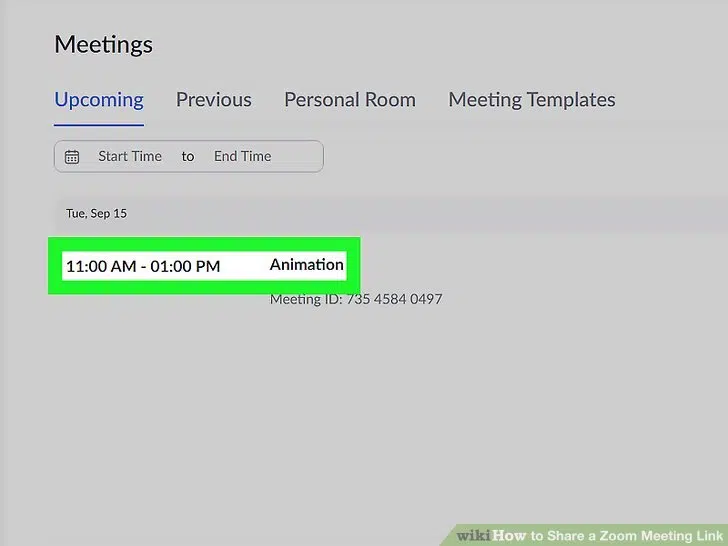 Meetings
Upcoming Previous Personal Room Meeting Templates
Start Time to End Time
Tue, Sep 15
11:00 AM - 01:00 PM Animation
Meeting ID: 735 4584 0497
wikiHow to Share a Zoom Meeting Link